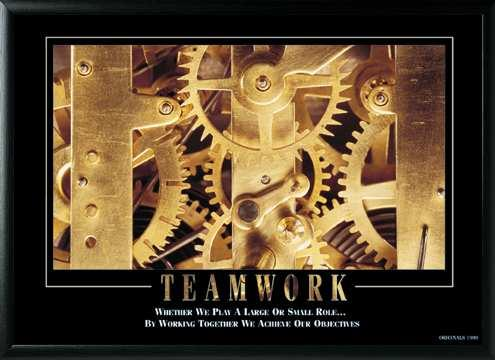 TEAMWORK
WHETHER WE PLAY A LARGE OR SMALL ROLE...
BY WORKING TOGETHER WE ACHIEVE OUR OBJECTIVES